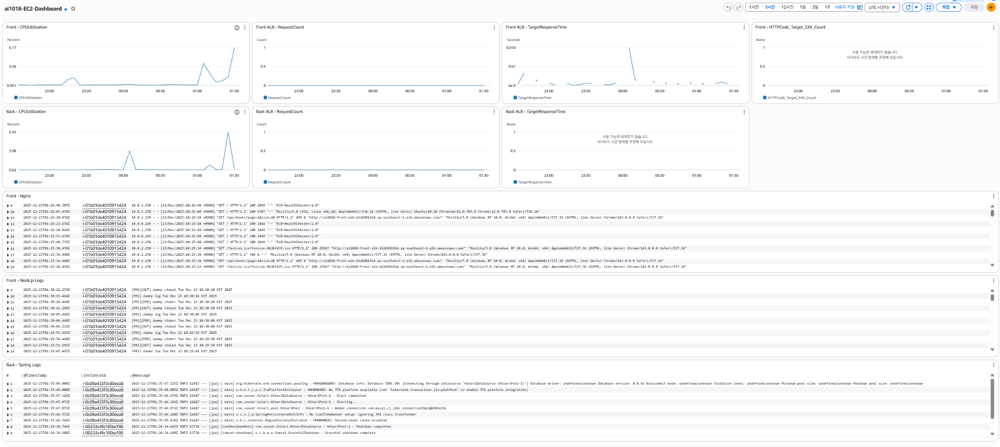 ai1018-EC2-Dashboard
1시간 3시간 12시간 1일 3일 1주 사용자 지정 UTC 시간대 작업 저장
Front - CPUUtilization
Percent
6.17
3.56
0.951
23:00 23:30 00:00 00:30 01:00 01:30
CPUUtilization
Front ALB - RequestCount
Count
1
0.5
0
23:00 23:30 00:00 00:30 01:00 01:30
RequestCount
Front ALB - TargetResponseTime
Seconds
0.018
0.01
2e-3
23:00 23:30 00:00 00:30 01:00 01:30
TargetResponseTime
Front - HTTPCode_Target_5XX_Count
None
1
0.5
0
사용 가능한 데이터가 없습니다.
대시보드 시간 범위를 조정해 보십시오.
23:00 23:30 00:00 00:30 01:00 01:30
HTTPCode_Target_5XX_Count
Back - CPUUtilization
Percent
5.55
3.08
0.62
23:00 23:30 00:00 00:30 01:00 01:30
CPUUtilization
Back ALB - RequestCount
Count
1
0.5
0
23:00 23:30 00:00 00:30 01:00 01:30
RequestCount
Back ALB - TargetResponseTime
None
1
0.5
0
사용 가능한 데이터가 없습니다.
대시보드 시간 범위를 조정해 보십시오.
23:00 23:30 00:00 00:30 01:00 01:30
TargetResponseTime
Front - Nginx
9 2025-12-23T01:26:48.387Z i-01b01de4010915424 10.0.2.250 - - [23/Dec/2025:10:26:48 +0900] "GET / HTTP/1.1" 200 2849 "-" "ELB-HealthChecker/2.0"
10 2025-12-23T01:26:45.474Z i-01b01de4010915424 10.0.2.250 - - [23/Dec/2025:10:26:40 +0900] "GET / HTTP/1.1" 200 9307 "-" "Mozilla/5.0 (X11; Linux x86_64) AppleWebKit/534.24 (KHTML, like Gecko) Ubuntu/10.10 Chromium/12.0.703.0 Chrome/12.0.703.0 Safari/534.24"
11 2025-12-23T01:26:38.474Z i-01b01de4010915424 10.0.2.250 - - [23/Dec/2025:10:26:34 +0900] "GET /api/books?page=1&size=28 HTTP/1.1" 499 0 "http://ai1018-front-alb-1624981924.ap-southeast-1.elb.amazonaws.com/" "Mozilla/5.0 (Windows NT 10.0; Win64; x64) AppleWebKit/537.36 (KHTML, like Gecko) Chrome/143.0.0.0 Safari/537.36"
12 2025-12-23T01:26:23.474Z i-01b01de4010915424 10.0.0.249 - - [23/Dec/2025:10:26:18 +0900] "GET / HTTP/1.1" 200 2844 "-" "ELB-HealthChecker/2.0"
13 2025-12-23T01:26:18.814Z i-01b01de4010915424 10.0.2.250 - - [23/Dec/2025:10:26:18 +0900] "GET / HTTP/1.1" 200 2849 "-" "ELB-HealthChecker/2.0"
14 2025-12-23T01:25:53.474Z i-01b01de4010915424 10.0.0.249 - - [23/Dec/2025:10:25:48 +0900] "GET / HTTP/1.1" 200 2849 "-" "ELB-HealthChecker/2.0"
15 2025-12-23T01:25:48.735Z i-01b01de4010915424 10.0.2.250 - - [23/Dec/2025:10:25:48 +0900] "GET / HTTP/1.1" 200 2849 "-" "ELB-HealthChecker/2.0"
16 2025-12-23T01:25:38.474Z i-01b01de4010915424 10.0.2.250 - - [23/Dec/2025:10:25:34 +0900] "GET /favicon.ico?favicon.0b3bf435.ico HTTP/1.1" 200 25967 "http://ai1018-front-alb-1624981924.ap-southeast-1.elb.amazonaws.com/" "Mozilla/5.0 (Windows NT 10.0; Win64; x64) AppleWebKit/537.36 (KHTML, like Gecko) Chrome/143.0.0.0 Safari/537.36"
17 2025-12-23T01:25:34.448Z i-01b01de4010915424 10.0.2.250 - - [23/Dec/2025:10:25:34 +0900] "GET / HTTP/1.1" 304 0 "-" "Mozilla/5.0 (Windows NT 10.0; Win64; x64) AppleWebKit/537.36 (KHTML, like Gecko) Chrome/143.0.0.0 Safari/537.36"
18 2025-12-23T01:25:34.448Z i-01b01de4010915424 10.0.2.250 - - [23/Dec/2025:10:25:34 +0900] "GET /api/books?page=1&size=28 HTTP/1.1" 499 0 "http://ai1018-front-alb-1624981924.ap-southeast-1.elb.amazonaws.com/" "Mozilla/5.0 (Windows NT 10.0; Win64; x64) AppleWebKit/537.36 (KHTML, like Gecko) Chrome/143.0.0.0 Safari/537.36"
19 2025-12-23T01:25:28.474Z i-01b01de4010915424 10.0.2.250 - - [23/Dec/2025:10:25:23 +0900] "GET /favicon.ico?favicon.0b3bf435.ico HTTP/1.1" 200 25967 "http://ai1018-front-alb-1624981924.ap-southeast-1.elb.amazonaws.com/" "Mozilla/5.0 (Windows NT 10.0; Win64; x64) AppleWebKit/537.36 (KHTML, like Gecko) Chrome/143.0.0.0 Safari/537.36"
Front - Node.js Logs
9 2025-12-23T01:30:21.276Z i-01b01de4010915424 [PM2][OUT] dummy stdout Tue Dec 23 10:30:20 KST 2025
10 2025-12-23T01:30:15.464Z i-01b01de4010915424 [PM2] dummy log Tue Dec 23 10:30:11 KST 2025
11 2025-12-23T01:30:14.468Z i-01b01de4010915424 [PM2][ERR] dummy stderr Tue Dec 23 10:30:10 KST 2025
12 2025-12-23T01:30:11.249Z i-01b01de4010915424 [PM2][OUT] dummy stdout Tue Dec 23 10:30:10 KST 2025
13 2025-12-23T01:30:05.464Z i-01b01de4010915424 [PM2] dummy log Tue Dec 23 10:30:01 KST 2025
14 2025-12-23T01:30:04.468Z i-01b01de4010915424 [PM2][ERR] dummy stderr Tue Dec 23 10:30:00 KST 2025
15 2025-12-23T01:30:01.223Z i-01b01de4010915424 [PM2][OUT] dummy stdout Tue Dec 23 10:30:00 KST 2025
16 2025-12-23T01:29:55.465Z i-01b01de4010915424 [PM2] dummy log Tue Dec 23 10:29:51 KST 2025
17 2025-12-23T01:29:54.468Z i-01b01de4010915424 [PM2][ERR] dummy stderr Tue Dec 23 10:29:50 KST 2025
18 2025-12-23T01:29:51.196Z i-01b01de4010915424 [PM2][OUT] dummy stdout Tue Dec 23 10:29:50 KST 2025
19 2025-12-23T01:29:45.465Z i-01b01de4010915424 [PM2] dummy log Tue Dec 23 10:29:41 KST 2025
Back - Spring Logs
# : @timestamp : instanceId : @message
1 2025-12-23T01:35:49.080Z i-0c09a433f3c80eea8 2025-12-23T01:35:47.125Z INFO 12417 --- [jpa] [ main] org.hibernate.orm.connections.pooling : HHH10001005: Database info: Database JDBC URL [Connecting through datasource 'HikariDataSource (HikariPool-1)'] Database driver: undefined/unknown Database version: 8.0.43 Autocommit mode: undefined/unknown Isolation level: undefined/unknown Minimum pool size: undefined/unknown Maximum pool size: undefined/unknown
2 2025-12-23T01:35:49.080Z i-0c09a433f3c80eea8 2025-12-23T01:35:48.885Z INFO 12417 --- [jpa] [ main] o.h.e.t.j.p.i.JtaPlatformInitiator : HHH000489: No JTA platform available (set 'hibernate.transaction.jta.platform' to enable JTA platform integration)
3 2025-12-23T01:35:47.324Z i-0c09a433f3c80eea8 2025-12-23T01:35:46.974Z INFO 12417 --- [jpa] [ main] com.zaxxer.hikari.HikariDataSource : HikariPool-1 - Start completed.
4 2025-12-23T01:35:47.073Z i-0c09a433f3c80eea8 2025-12-23T01:35:46.366Z INFO 12417 --- [jpa] [ main] com.zaxxer.hikari.HikariDataSource : HikariPool-1 - Starting...
5 2025-12-23T01:35:47.073Z i-0c09a433f3c80eea8 2025-12-23T01:35:46.972Z INFO 12417 --- [jpa] [ main] com.zaxxer.hikari.pool.HikariPool : HikariPool-1 - Added connection com.mysql.cj.jdbc.ConnectionImpl@43b6cb1c
6 2025-12-23T01:35:46.572Z i-0c09a433f3c80eea8 2025-12-23T01:35:46.260Z INFO 12417 --- [jpa] [ main] o.s.o.j.p.SpringPersistenceUnitInfo : No LoadTimeWeaver setup: ignoring JPA class transformer
7 2025-12-23T01:35:46.564Z i-0c09a433f3c80eea8 2025-12-23T01:35:45.636Z INFO 12417 --- [jpa] [ main] o.h.c.internal.RegionFactoryInitiator : HHH000026: Second-level cache disabled
8 2025-12-23T01:24:38.744Z i-00233c4fe100acf98 2025-12-23T01:24:34.665Z INFO 13734 --- [jpa] [ionShutdownHook] com.zaxxer.hikari.HikariDataSource : HikariPool-1 - Shutdown completed.
9 2025-12-23T01:24:34.688Z i-00233c4fe100acf98 2025-12-23T01:24:34.640Z INFO 13734 --- [jpa] [tomcat-shutdown] o.s.b.w.e.tomcat.GracefulShutdown : Graceful shutdown complete